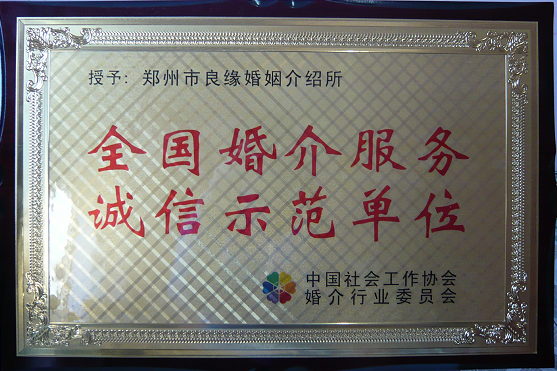 授予：郑州市良缘婚姻介绍所
全国婚介服务
诚信示范单位
中国社会工作协会
婚介行业委员会